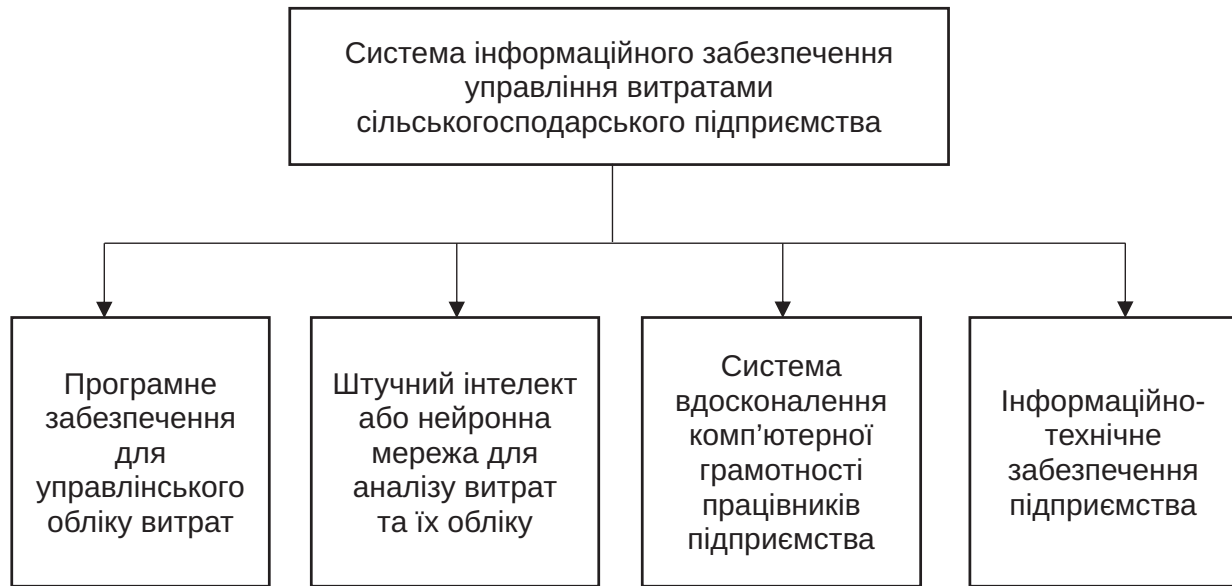 Система інформаційного забезпечення
управління витратами
сільськогосподарського підприємства
Програмне
забезпечення
для
управлінського
обліку витрат
Штучний інтелект
або нейронна
мережа для
аналізу витрат
та їх обліку
Система
вдосконалення
комп’ютерної
грамотності
працівників
підприємства
Інформаційно-
технічне
забезпечення
підприємства